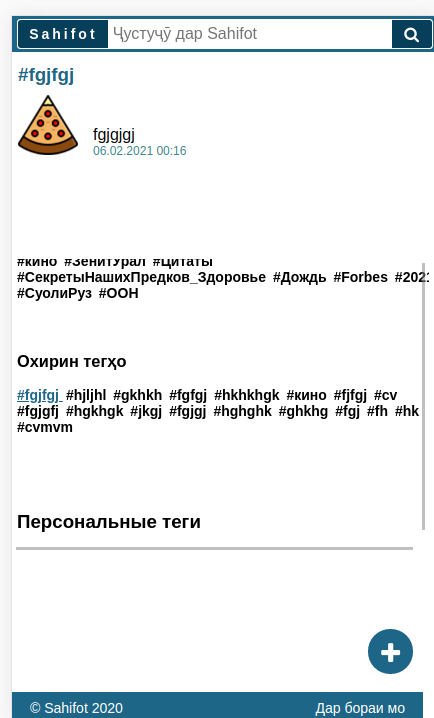 Sahifot Ҷустуҷӯ дар Sahifot
#fgjfgj
fgjgjgj
06.02.2021 00:16
#кино #ЗенитУрал #Цитаты
#СекретыНашихПредков_Здоровье #Дождь #Forbes #2021
#СуолиРуз #ООН
Охирин тегҳо
#fgjfgj #hjljhl #gkhkh #fgfgj #hkhkhgk #кино #fjfgj #cv
#fgjgfj #hgkhgk #jkgj #fgjgj #hghghk #ghkhg #fgj #fh #hk
#cvmvm
Персональные теги
© Sahifot 2020 Дар бораи мо